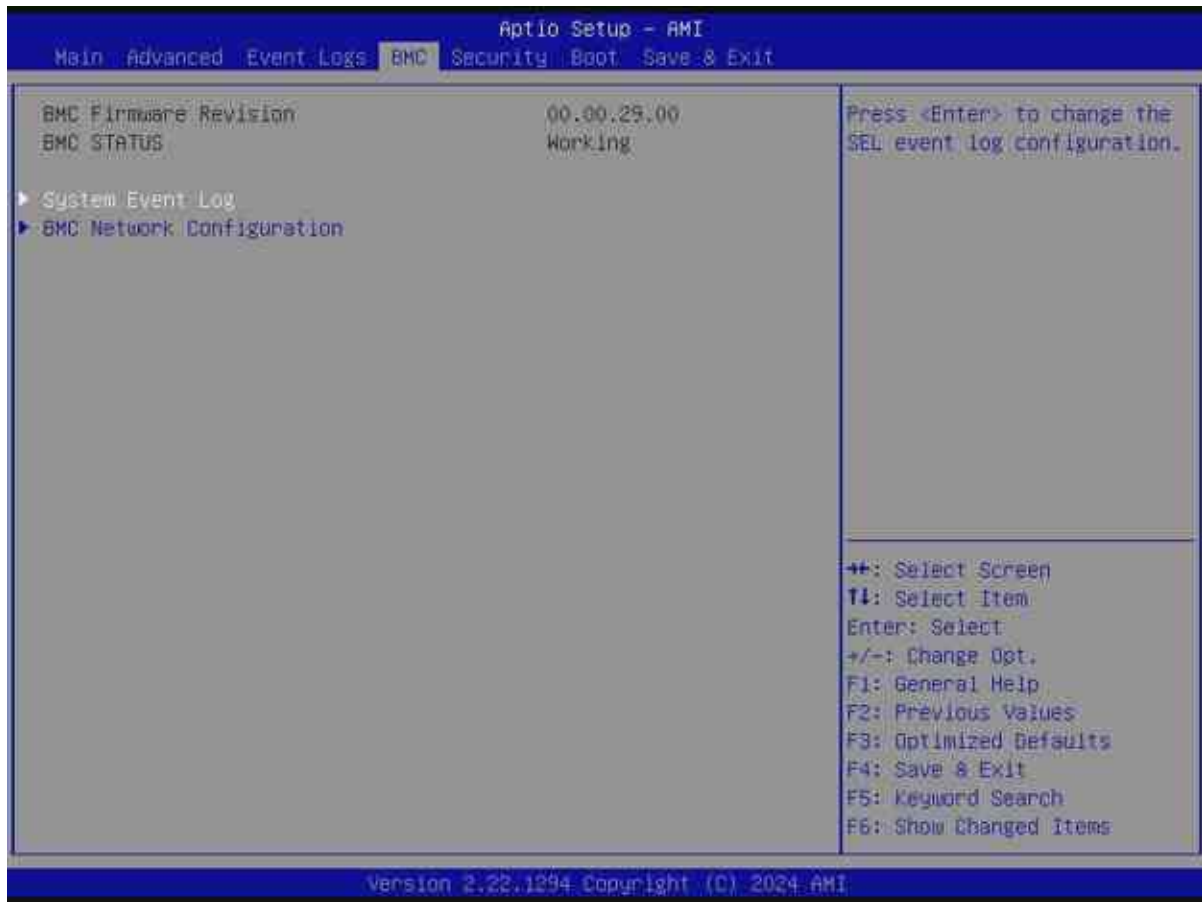 Aptio Setup - AMI
Main Advanced Event Logs BMC Security Boot Save & Exit
BMC Firmware Revision 00.00.29.00
BMC STATUS Working
System Event Log
BMC Network Configuration
Press <Enter> to change the
SEL event log configuration.
→←: Select Screen
↑↓: Select Item
Enter: Select
+/-: Change Opt.
F1: General Help
F2: Previous Values
F3: Optimized Defaults
F4: Save & Exit
F5: Keyword Search
F6: Show Changed Items
Version 2.22.1294 Copyright (C) 2024 AMI